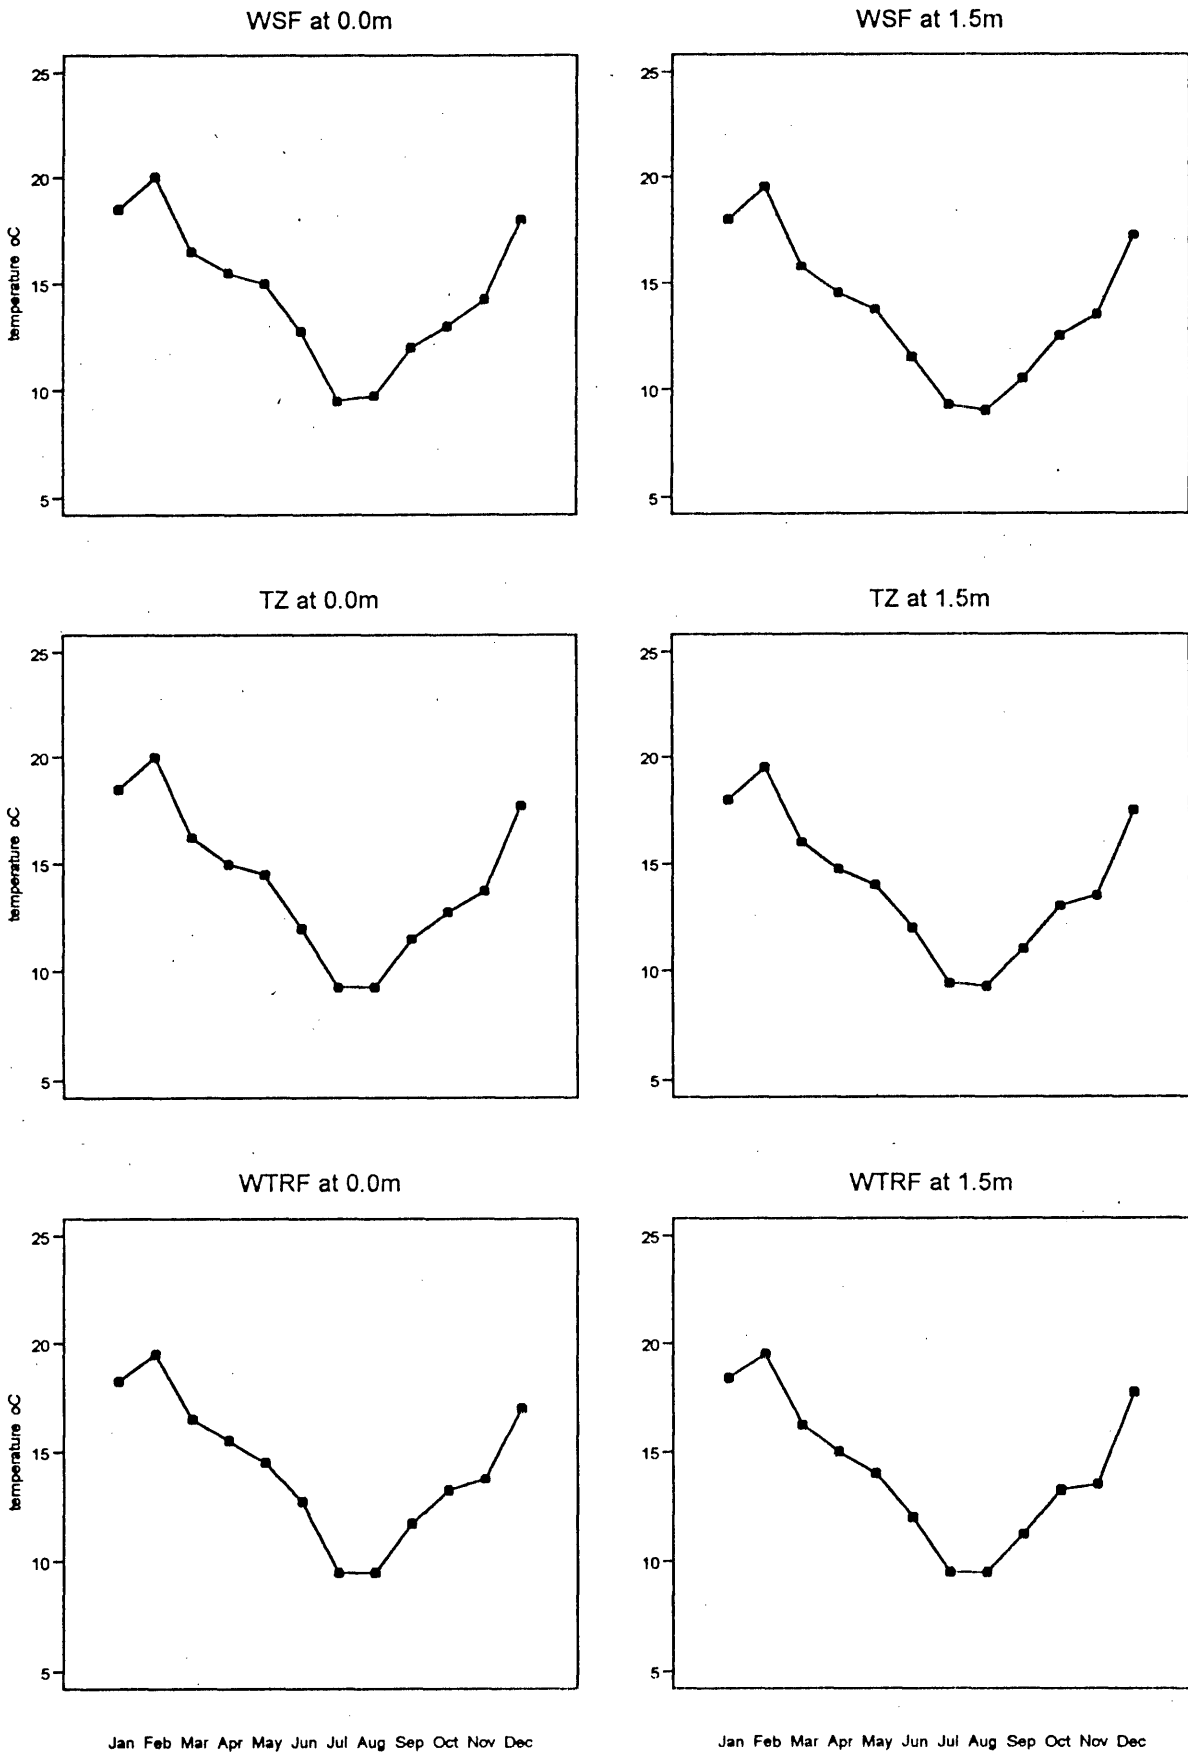 WSF at 0.0m
WSF at 1.5m
25
20
15
10
5
temperature oC
25
20
15
10
5
TZ at 0.0m
TZ at 1.5m
25
20
15
10
5
temperature oC
25
20
15
10
5
WTRF at 0.0m
WTRF at 1.5m
25
20
15
10
5
temperature oC
25
20
15
10
5
Jan Feb Mar Apr May Jun Jul Aug Sep Oct Nov Dec
Jan Feb Mar Apr May Jun Jul Aug Sep Oct Nov Dec